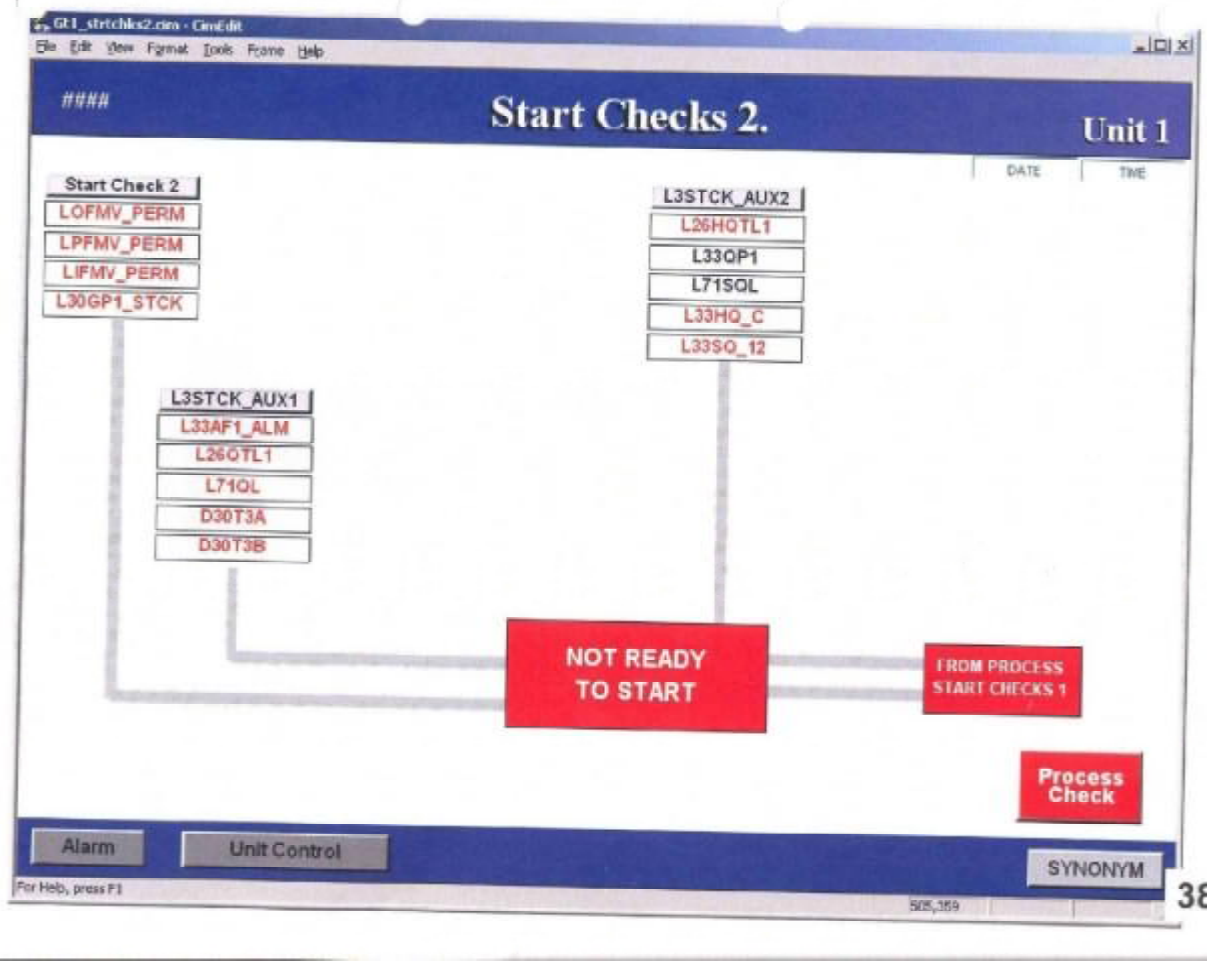 Gt1_strtchks2.cim - CimEdit
File Edit View Format Tools Frame Help
####
Start Checks 2.
Unit 1
DATE
TIME
Start Check 2
LOFMV_PERM
LPFMV_PERM
LIFMV_PERM
L30GP1_STCK
L3STCK_AUX2
L26HQTL1
L33QP1
L71SQL
L33HQ_C
L33SQ_12
L3STCK_AUX1
L33AF1_ALM
L26QTL1
L71QL
D30T3A
D30T3B
NOT READY
TO START
FROM PROCESS
START CHECKS 1
Process
Check
Alarm
Unit Control
SYNONYM
For Help, press F1
505,359
38